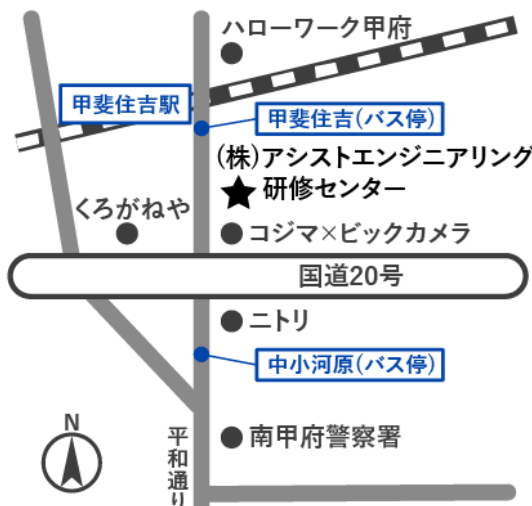 ハローワーク甲府
甲斐住吉駅
甲斐住吉(バス停)
(株)アシストエンジニアリング
研修センター
くろがねや
コジマ×ビックカメラ
国道20号
ニトリ
中小河原(バス停)
南甲府警察署
平和通り
N